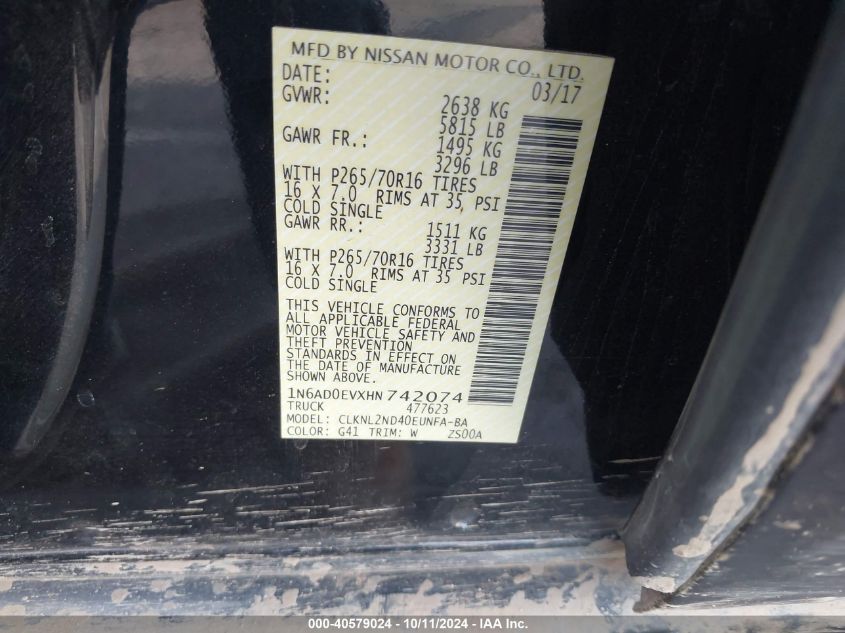 MFD BY NISSAN MOTOR CO., LTD.
DATE: 03/17
GVWR: 2638 KG
5815 LB
GAWR FR.: 1495 KG
3296 LB
WITH P265/70R16 TIRES
16 X 7.0 RIMS AT 35 PSI
COLD SINGLE
GAWR RR.: 1511 KG
3331 LB
WITH P265/70R16 TIRES
16 X 7.0 RIMS AT 35 PSI
COLD SINGLE
THIS VEHICLE CONFORMS TO
ALL APPLICABLE FEDERAL
MOTOR VEHICLE SAFETY AND
THEFT PREVENTION
STANDARDS IN EFFECT ON
THE DATE OF MANUFACTURE
SHOWN ABOVE.
1N6AD0EVXHN742074
TRUCK 477623
MODEL: CLKNL2ND40EUNFA-BA
COLOR: G41 TRIM: W ZS00A
000-40579024 - 10/11/2024 - IAA Inc.